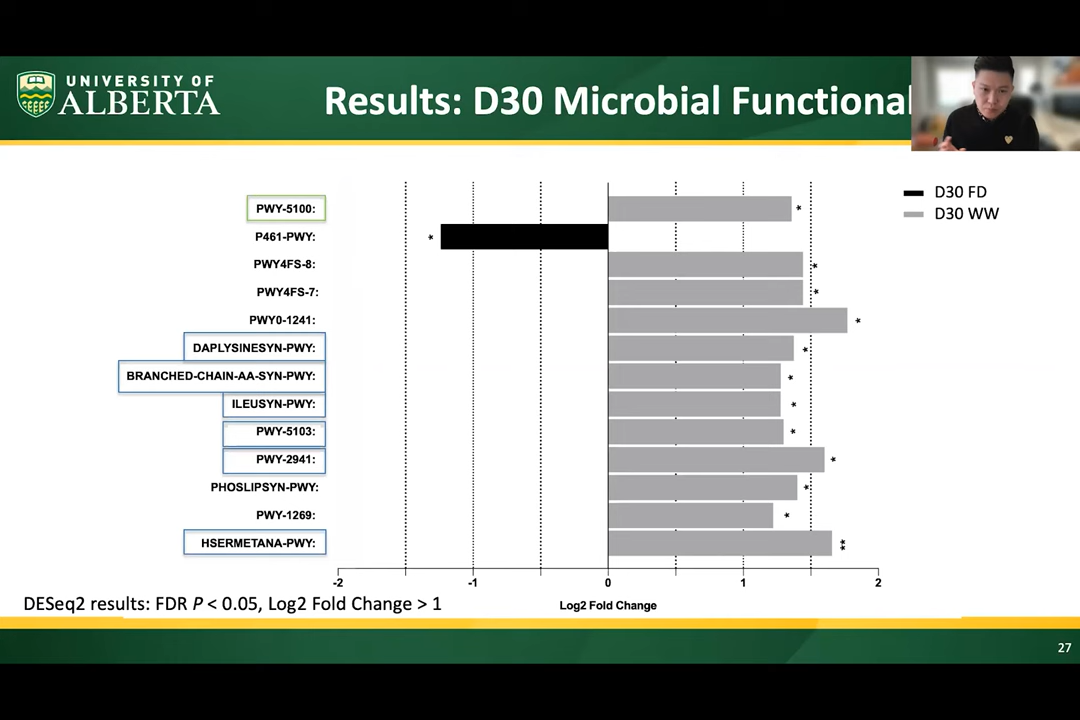 UNIVERSITY OF
ALBERTA
Results: D30 Microbial Functional
D30 FD
D30 WW
PWY-5100:
*
P461-PWY:
*
PWY4FS-8:
*
PWY4FS-7:
*
PWY0-1241:
*
DAPLYSINESYN-PWY:
*
BRANCHED-CHAIN-AA-SYN-PWY:
*
ILEUSYN-PWY:
*
PWY-5103:
*
PWY-2941:
*
PHOSLIPSYN-PWY:
*
PWY-1269:
*
HSERMETANA-PWY:
**
-2 -1 0 1 2
Log2 Fold Change
DESeq2 results: FDR P < 0.05, Log2 Fold Change > 1
27